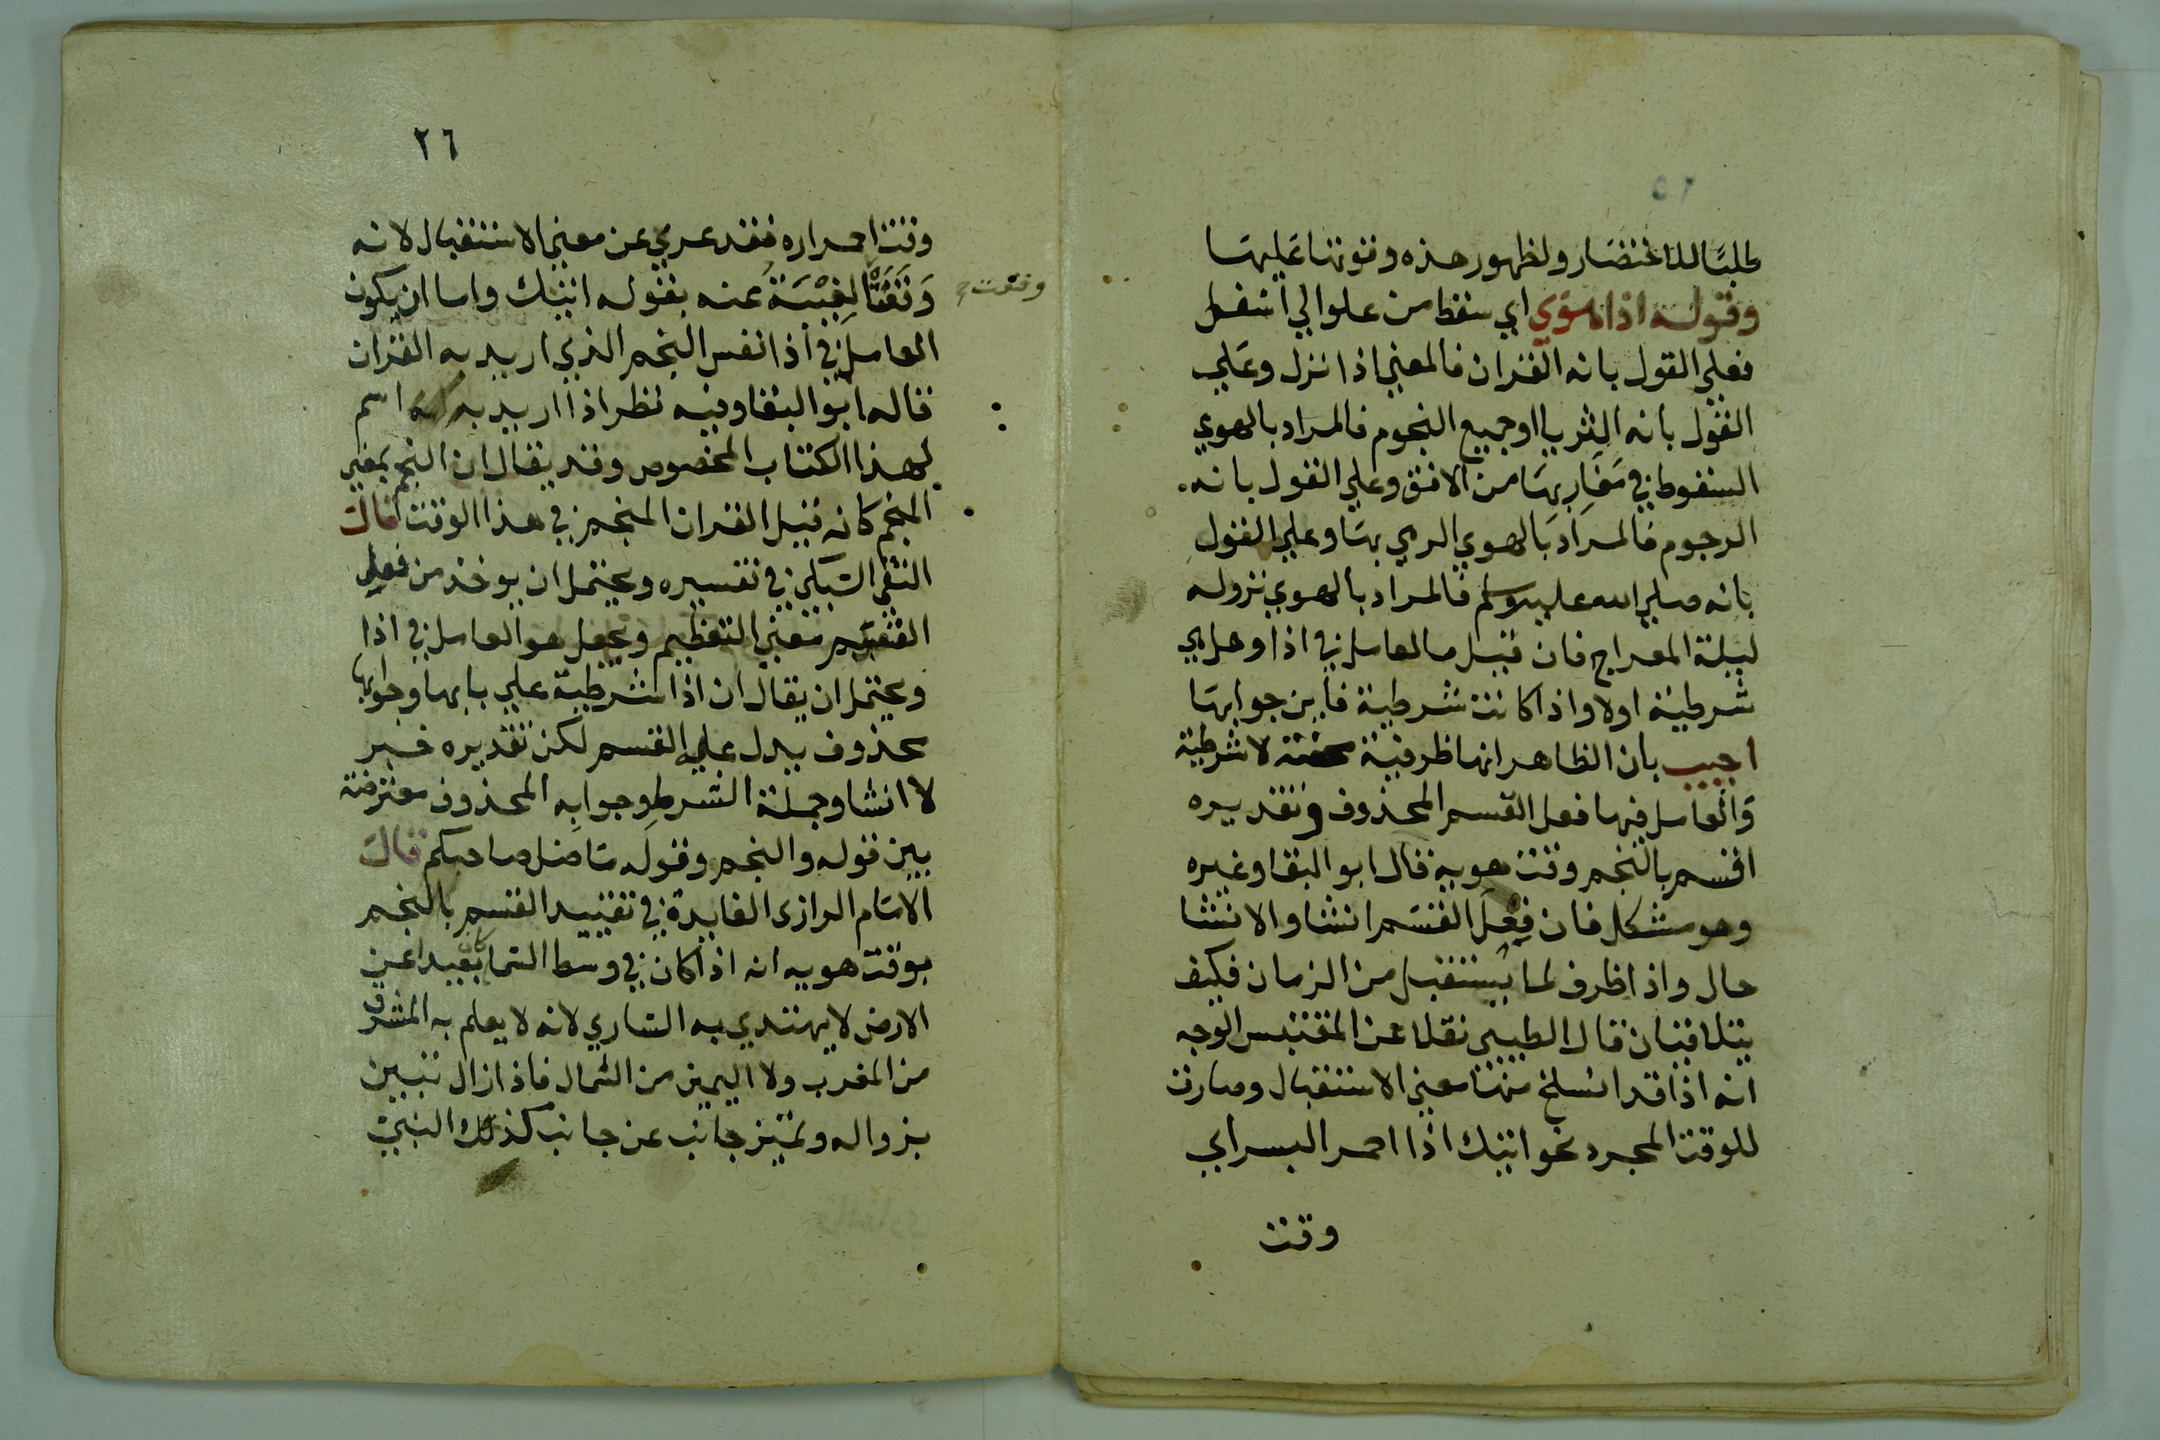 طلبا للاختصار ولظهور هذه وقوتها عليها
وقوله اذا هوي اي سقط من علو الي اسفل
فعلي القول بانه القران فالمعني اذا نزل وعلي
القول بانه الثريا او جميع النجوم فالمراد بالهوي
السقوط في مغاربها من الافق وعلي القول بانه
الرجوم فالمراد بالهوي الرمي بها وعلي القول
بانه صلي الله عليه وسلم فالمراد بالهوي نزوله
ليلة المعراج فان قيل ما العامل في اذا وهل هي
شرطية اولا واذا كانت شرطية فاين جوابها
اجيب بان الظاهر انها ظرفية لا شرطية
والعامل فيها فعل القسم المحذوف وتقديره
اقسم بالنجم وقت هويه قال ابو البقا وغيره
وهو مشكل فان فعل القسم انشا والانشا
حال واذا ظرف لما يستقبل من الزمان فكيف
يتلاقيان قال الطيبي نقلا عن المقتبس الوجه
انه اذا قد انسلخ منها معني الاستقبال وصارت
للوقت المجرد نحو اتيك اذا احمر البسر اي
وقت
٢٦
وقت احمراره فقد عري عن معني الاستقبال لانه
وقعت الغيبة عنه بقوله اتيك واما ان يكون
وقعت
العامل في اذا نفس النجم الذي اريد به القران
قاله ابو البقا وفيه نظر اذا اريد به انه اسم
لهذا الكتاب المخصوص وقد يقال ان النجم بمعني
المنجم كانه قيل القران المنجم في هذا الوقت قال
التقي السبكي في تفسيره ويحتمل ان يوخذ من فعل
القسم معني التعظيم ويجعل هو العامل في اذا
ويحتمل ان يقال ان اذا شرطية علي بابها وجوابها
محذوف يدل عليه القسم لكن تقديره خبر
لا انشا وجملة الشرط وجوابه المحذوف معترضة
بين قوله والنجم وقوله ما ضل صاحبكم قال
الامام الرازي الفايدة في تقييد القسم بالنجم
بوقت هويه انه اذا كان في وسط السما كان بعيدا عن
الارض لا يهتدي به الساري لانه لا يعلم به المشرق
من المغرب ولا اليمين من الشمال فاذا زال تبين
بزواله وتميز جانب عن جانب كذلك النبي